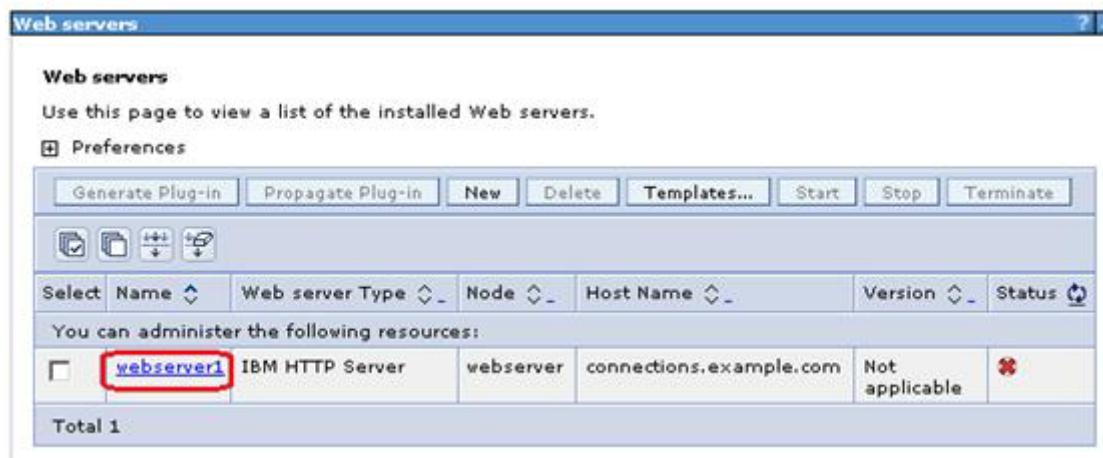 Web servers ?
Web servers
Use this page to view a list of the installed Web servers.
Preferences
Generate Plug-in Propagate Plug-in New Delete Templates... Start Stop Terminate
Select Name Web server Type Node Host Name Version Status
You can administer the following resources:
webserver1 IBM HTTP Server webserver connections.example.com Not
applicable
Total 1